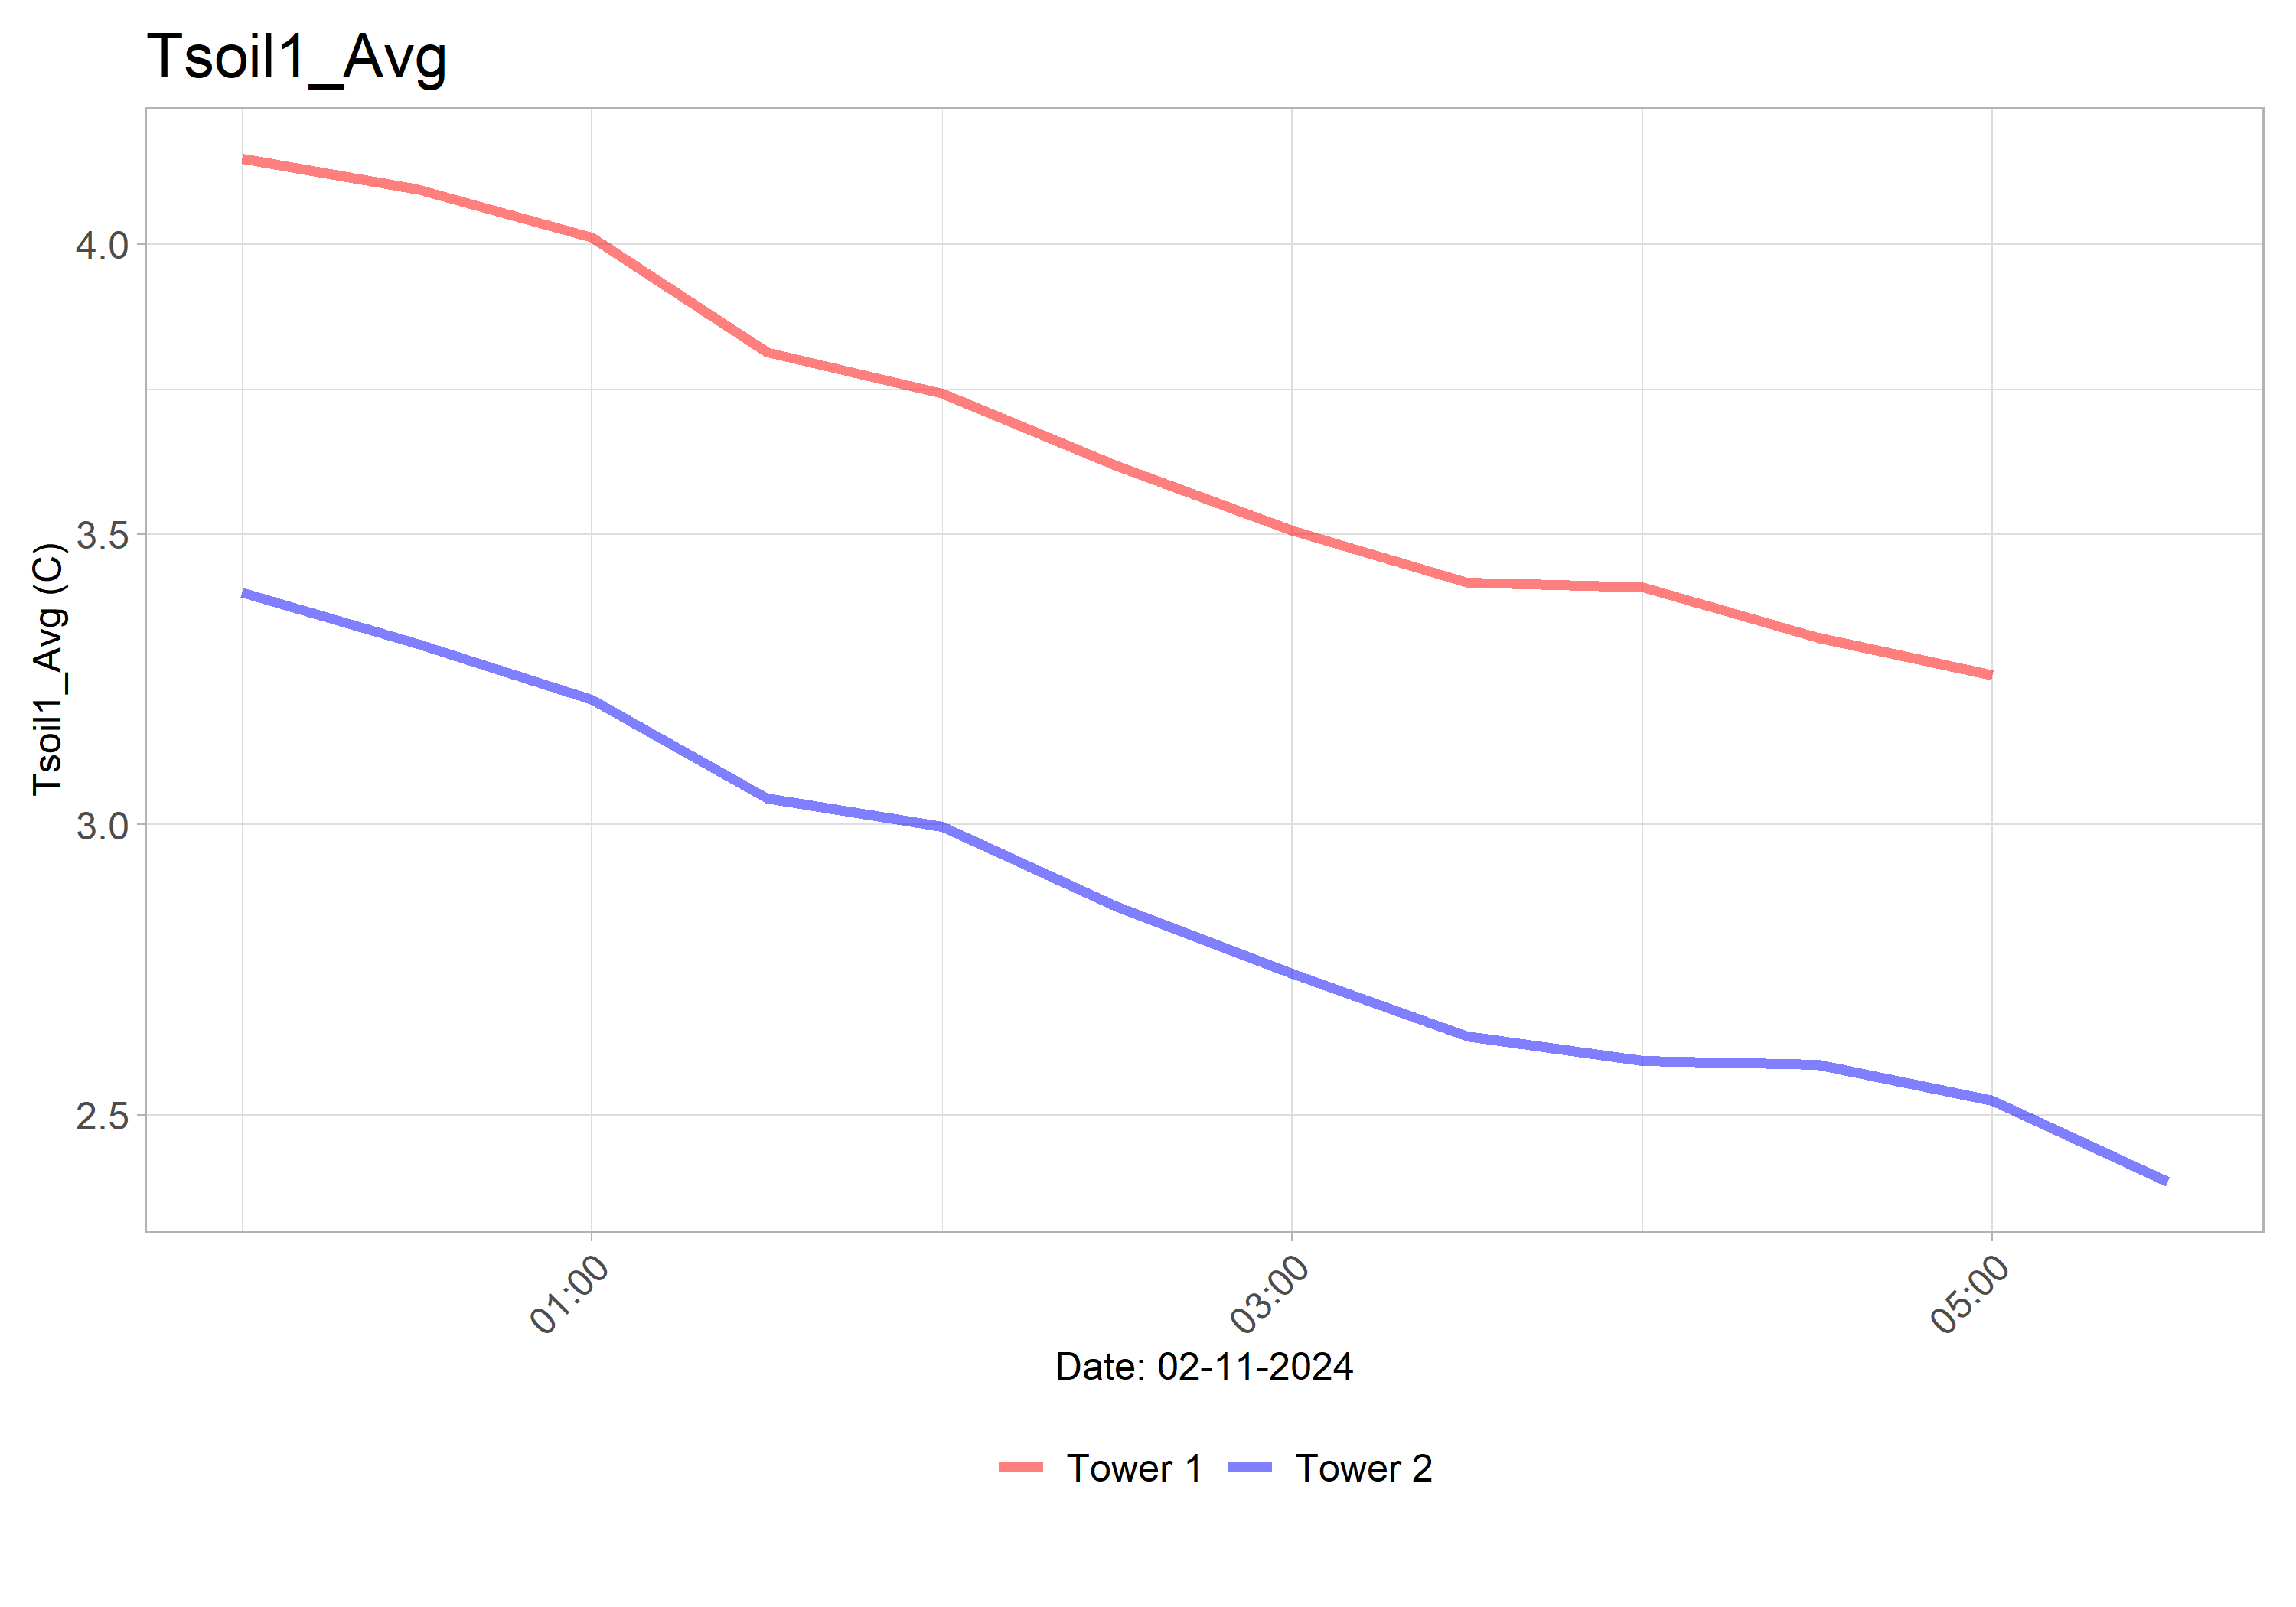 Tsoil1_Avg
Tsoil1_Avg (C)
4.0
3.5
3.0
2.5
01:00
03:00
05:00
Date: 02-11-2024
Tower 1
Tower 2